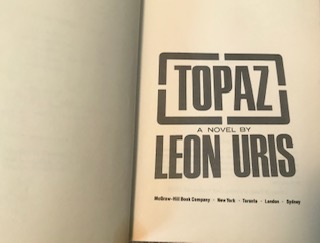 TOPAZ
A NOVEL BY
LEON URIS
McGraw-Hill Book Company · New York · Toronto · London · Sydney